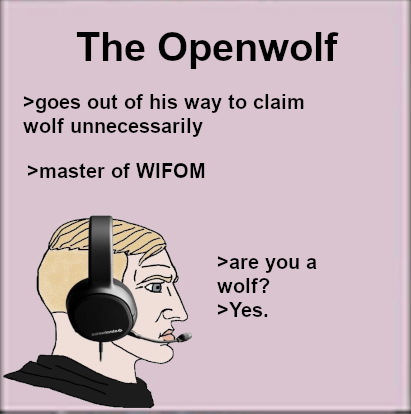 The Openwolf
>goes out of his way to claim
wolf unnecessarily
>master of WIFOM
>are you a
wolf?
>Yes.